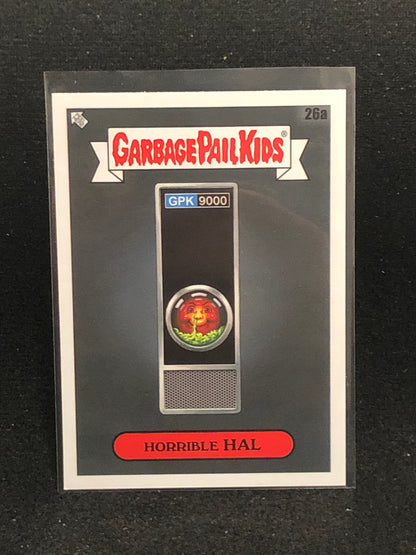 26a
GARBAGE PAIL KIDS®
GPK 9000
HORRIBLE HAL